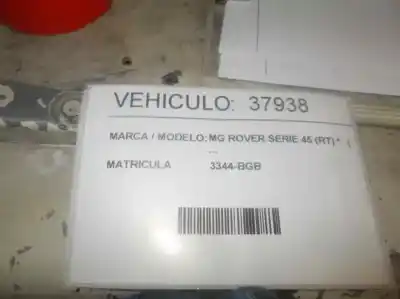 VEHICULO: 37938
MARCA / MODELO: MG ROVER SERIE 45 (RT) *
---
MATRICULA 3344-BGB